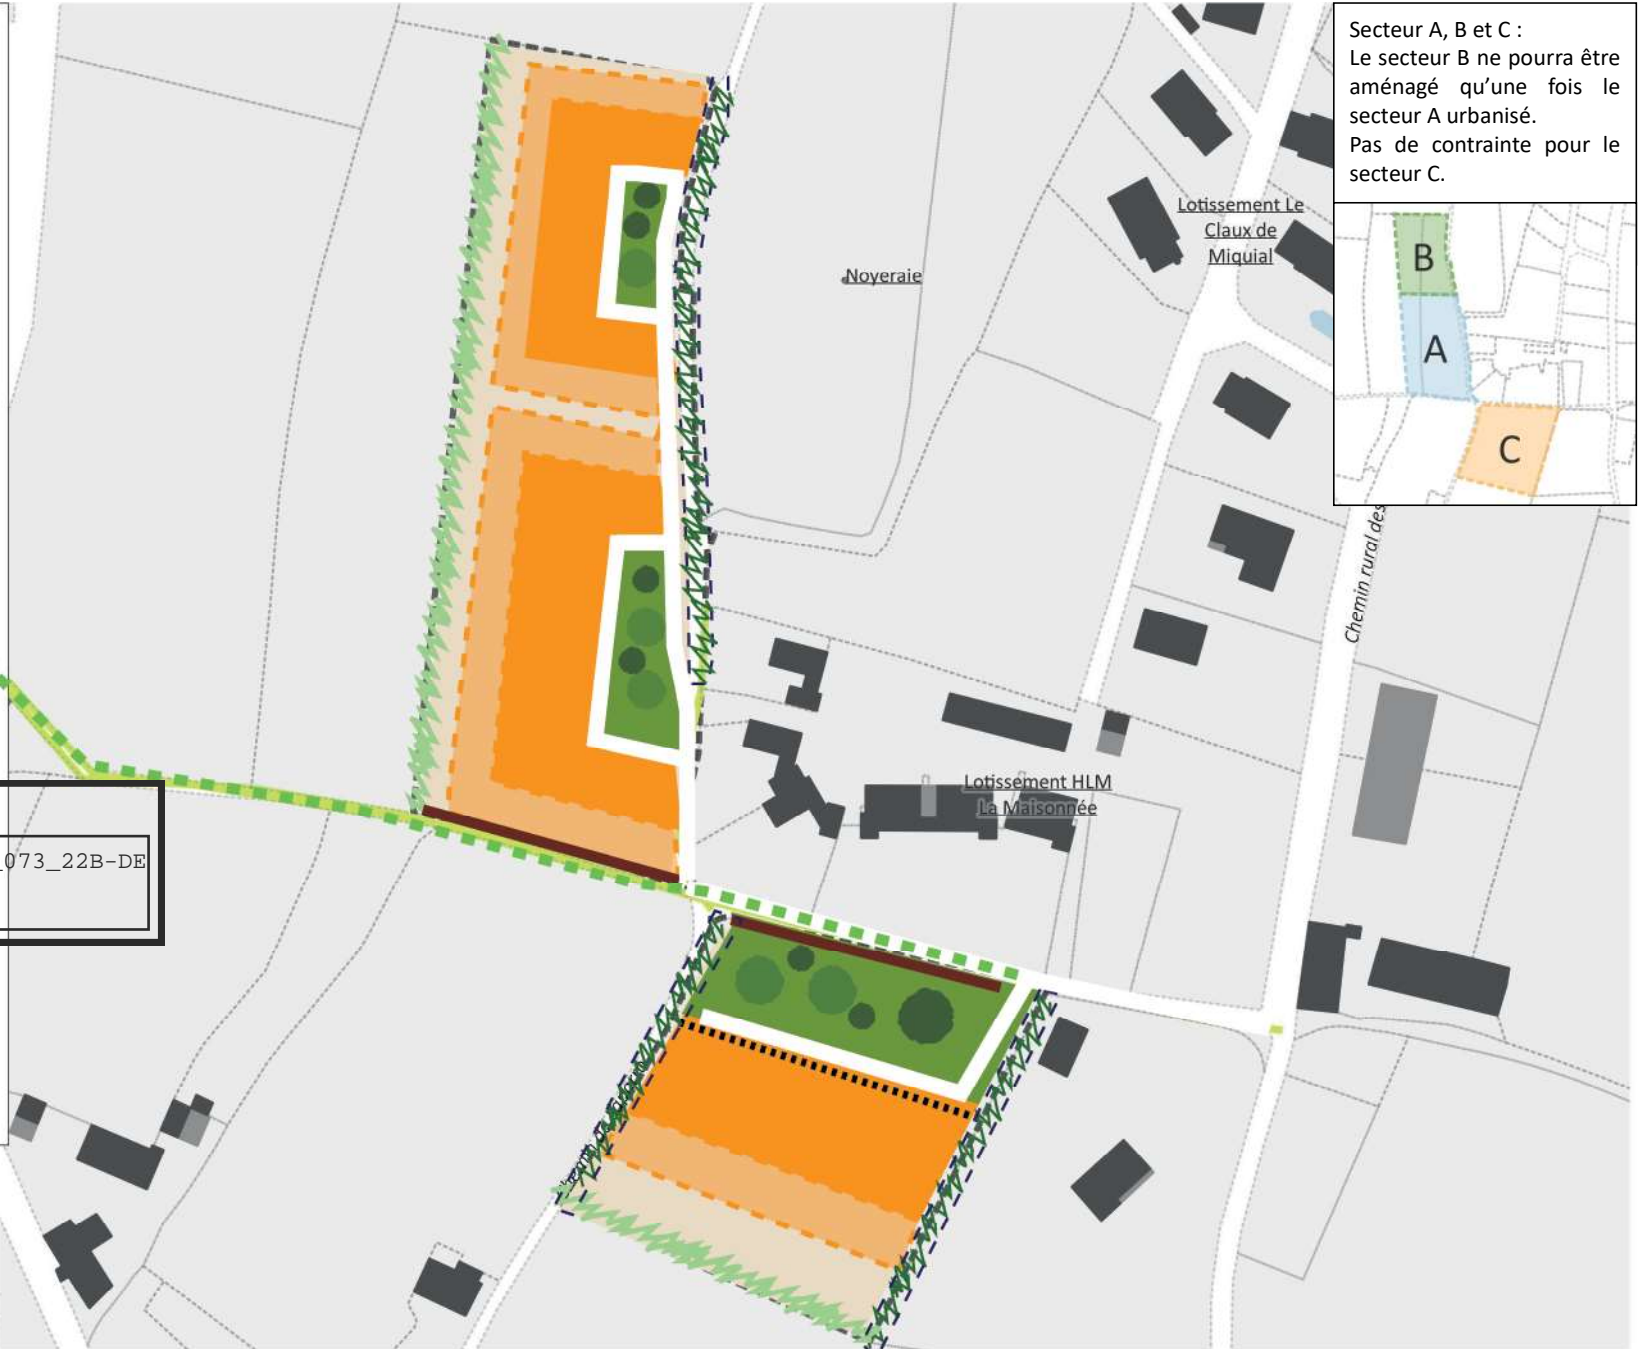 Secteur A, B et C :
Le secteur B ne pourra être
aménagé qu'une fois le
secteur A urbanisé.
Pas de contrainte pour le
secteur C.
B
A
C
Lotissement Le
Claux de
Miquial
Noyeraie
Chemin rural des
Lotissement HLM
La Maisonnée
_073_22B-DE